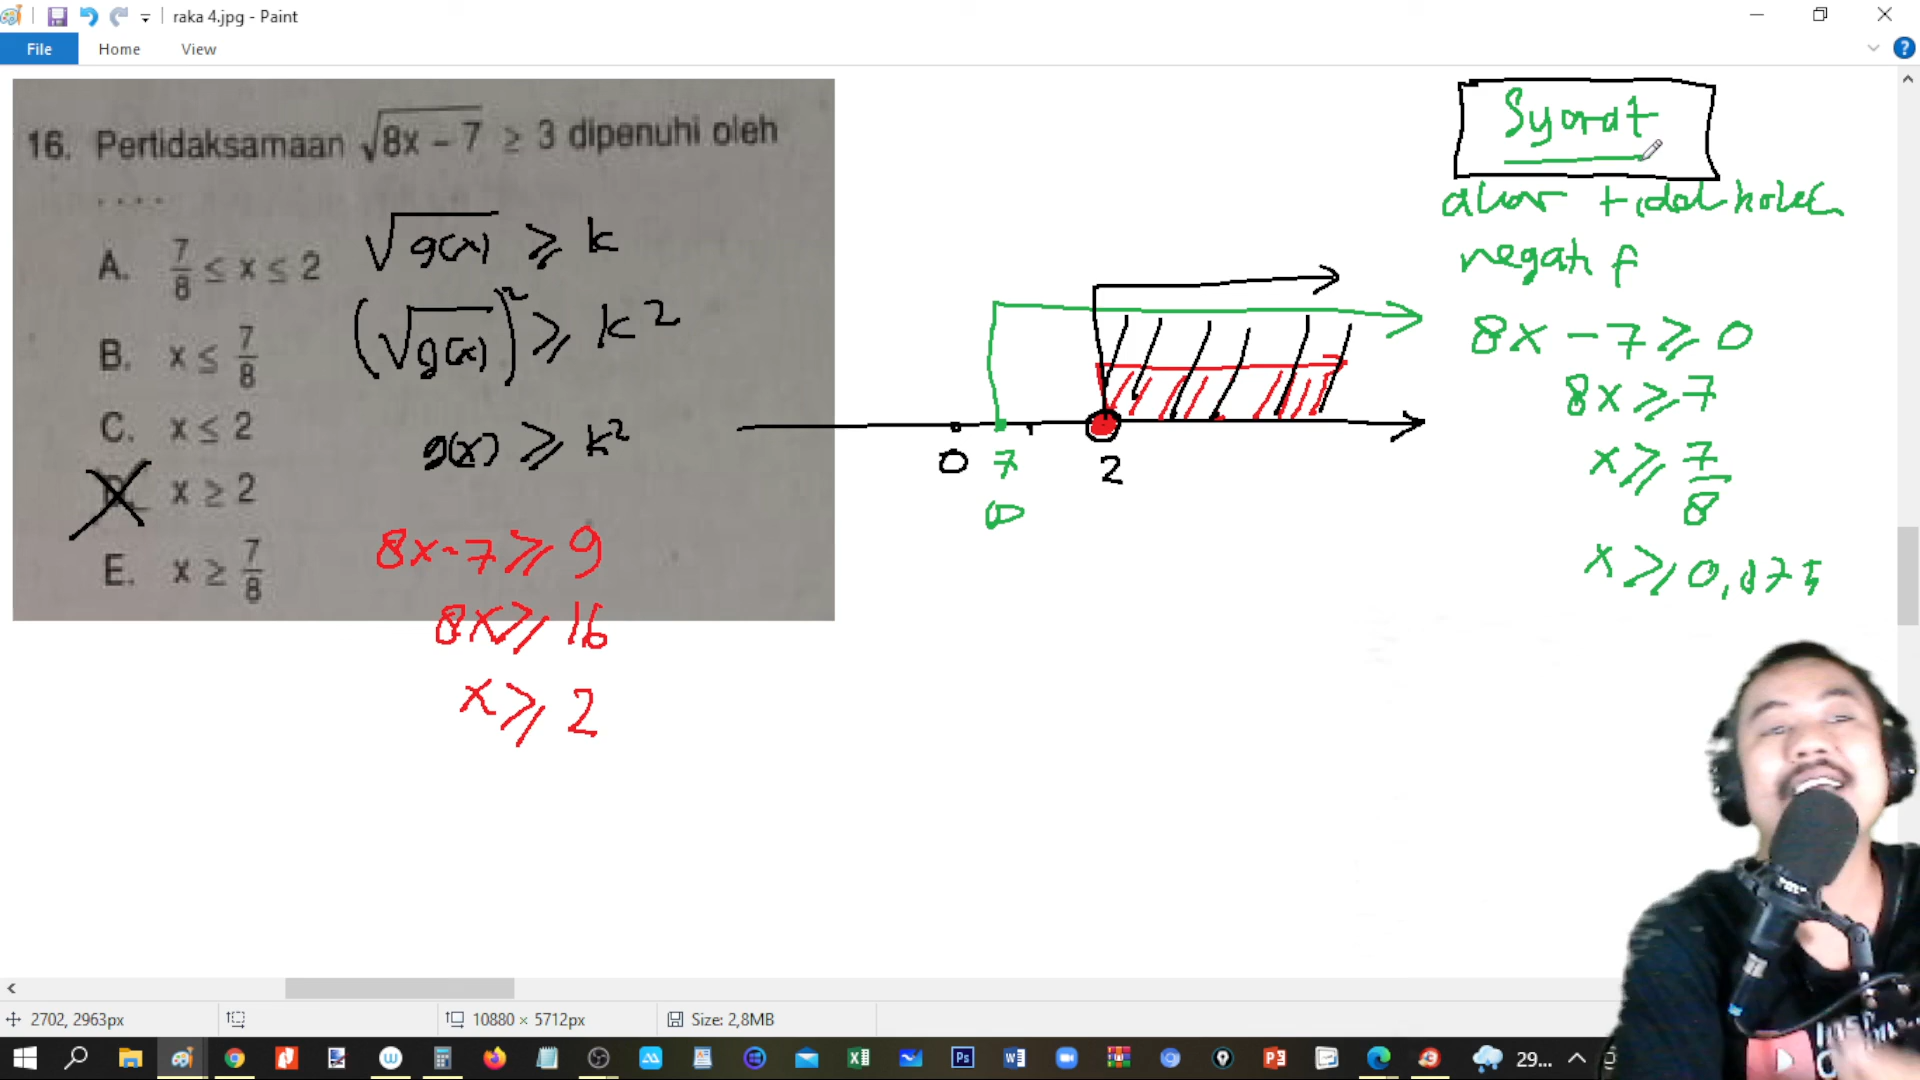 raka 4.jpg - Paint
File Home View
16. Pertidaksamaan √8x - 7 ≥ 3 dipenuhi oleh
....
A. 7/8 ≤ x ≤ 2
B. x ≤ 7/8
C. x ≤ 2
x ≥ 2
E. x ≥ 7/8
√g(x) ≥ k
(√g(x))² ≥ k²
g(x) ≥ k²
8x - 7 ≥ 9
8x ≥ 16
x ≥ 2
0 7/8 2
Syarat
akar tidak boleh
negatif
8x - 7 ≥ 0
8x ≥ 7
x ≥ 7/8
x ≥ 0,875
2702, 2963px
10880 × 5712px
Size: 2,8MB
29...